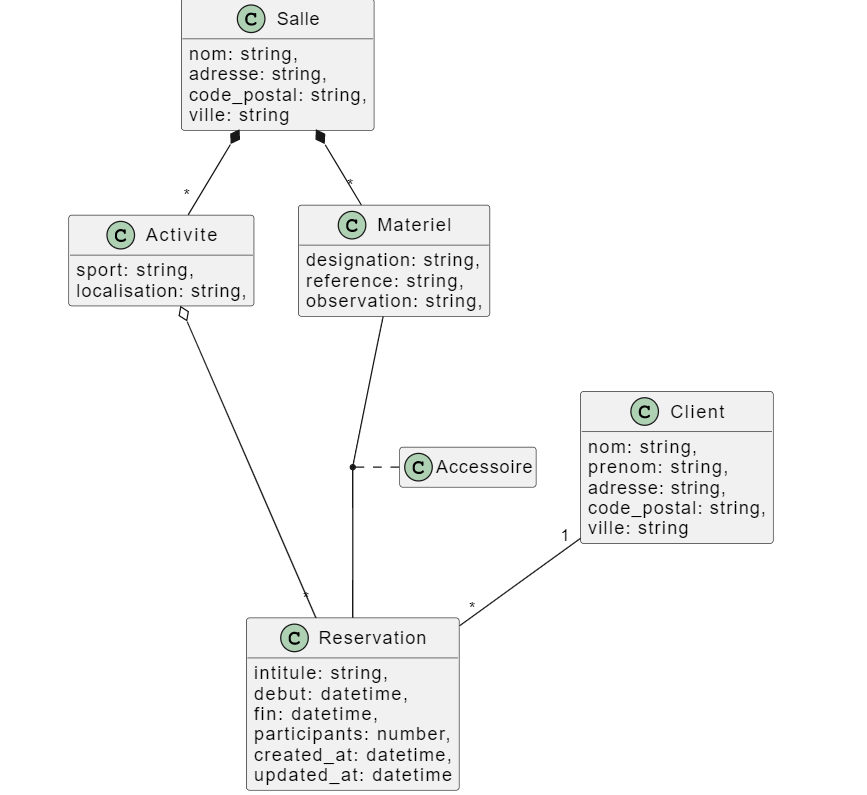 C Salle
nom: string,
adresse: string,
code_postal: string,
ville: string
*
*
C Activite
sport: string,
localisation: string,
C Materiel
designation: string,
reference: string,
observation: string,
C Accessoire
C Client
nom: string,
prenom: string,
adresse: string,
code_postal: string,
ville: string
1
*
*
C Reservation
intitule: string,
debut: datetime,
fin: datetime,
participants: number,
created_at: datetime,
updated_at: datetime